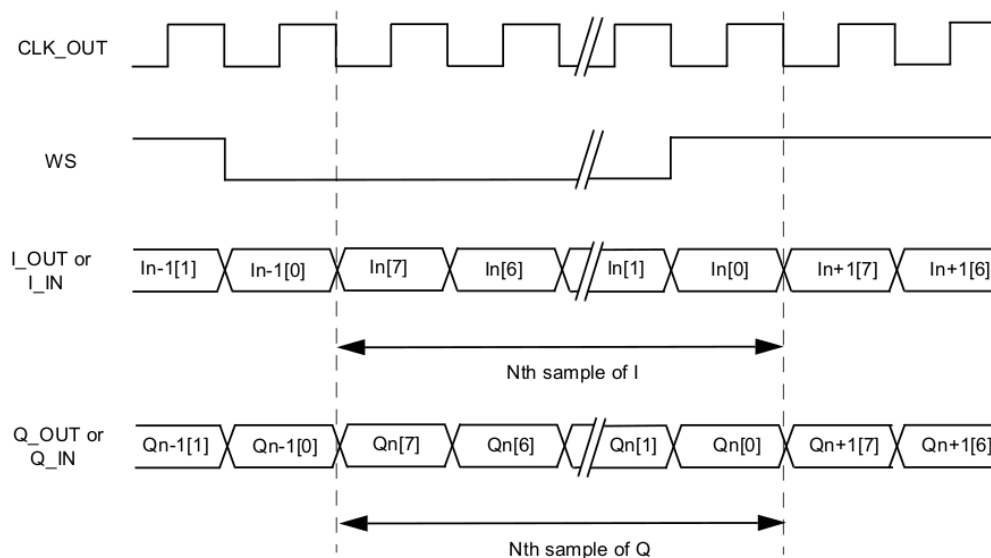 CLK_OUT
WS
I_OUT or
I_IN
In-1[1] In-1[0] In[7] In[6] In[1] In[0] In+1[7] In+1[6]
Nth sample of I
Q_OUT or
Q_IN
Qn-1[1] Qn-1[0] Qn[7] Qn[6] Qn[1] Qn[0] Qn+1[7] Qn+1[6]
Nth sample of Q